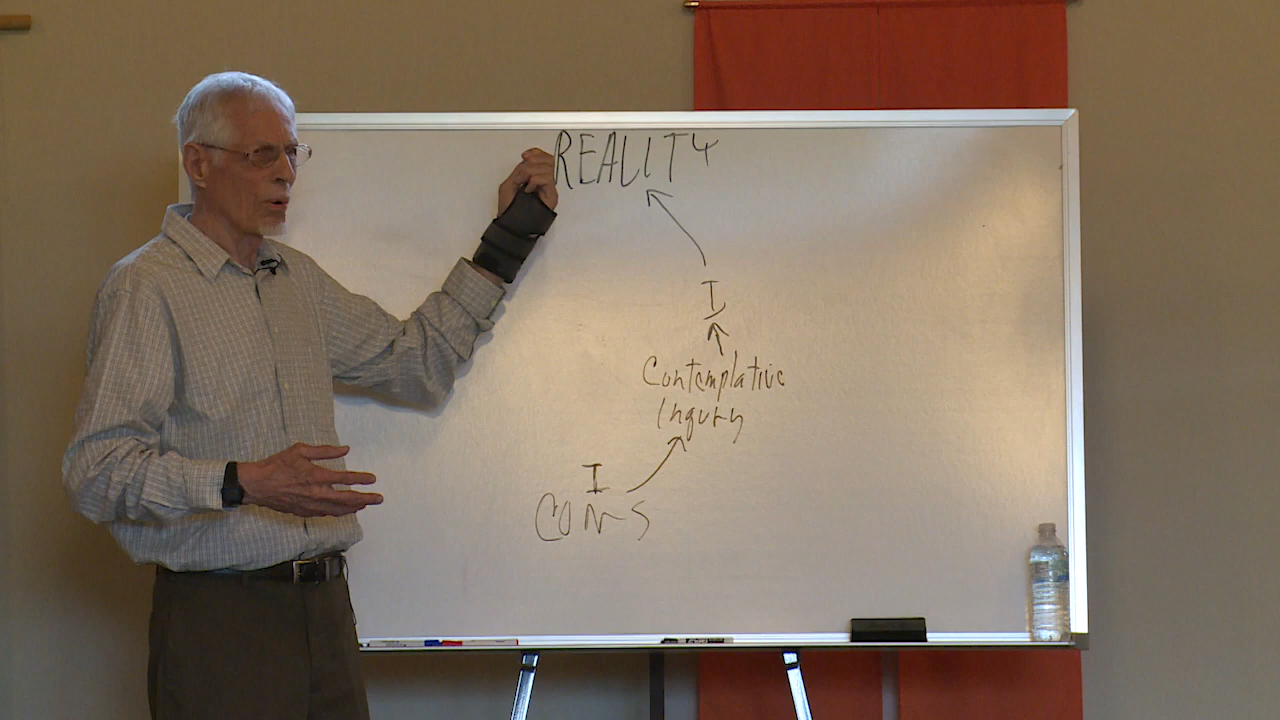 REALITY
I
Contemplative
Inquiry
I
CONS